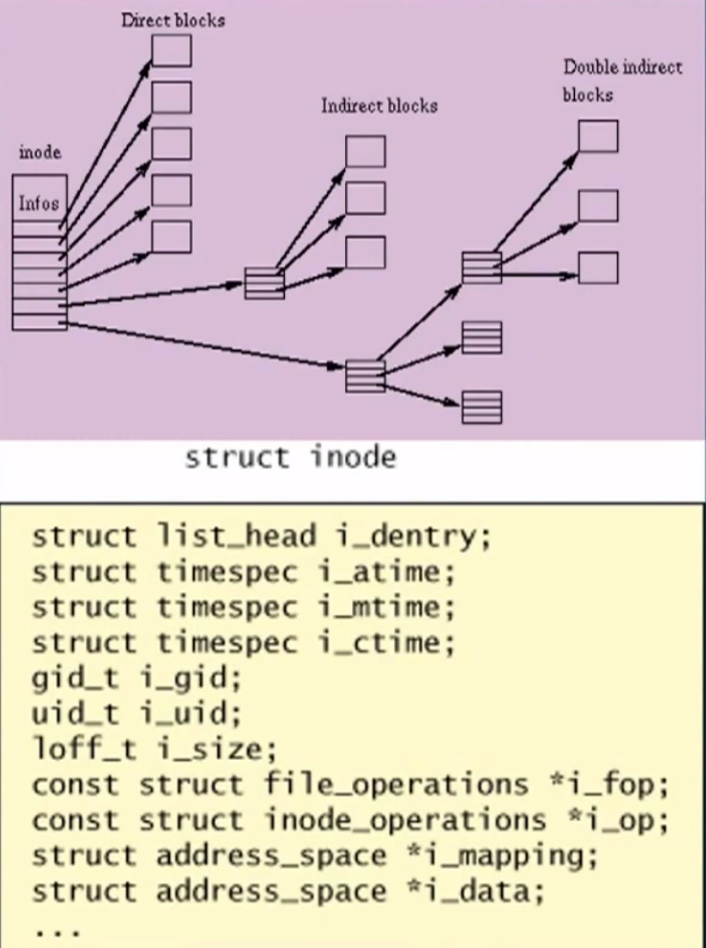 Direct blocks
Double indirect
blocks
Indirect blocks
inode
Infos
struct inode
struct list_head i_dentry;
struct timespec i_atime;
struct timespec i_mtime;
struct timespec i_ctime;
gid_t i_gid;
uid_t i_uid;
loff_t i_size;
const struct file_operations *i_fop;
const struct inode_operations *i_op;
struct address_space *i_mapping;
struct address_space *i_data;
...